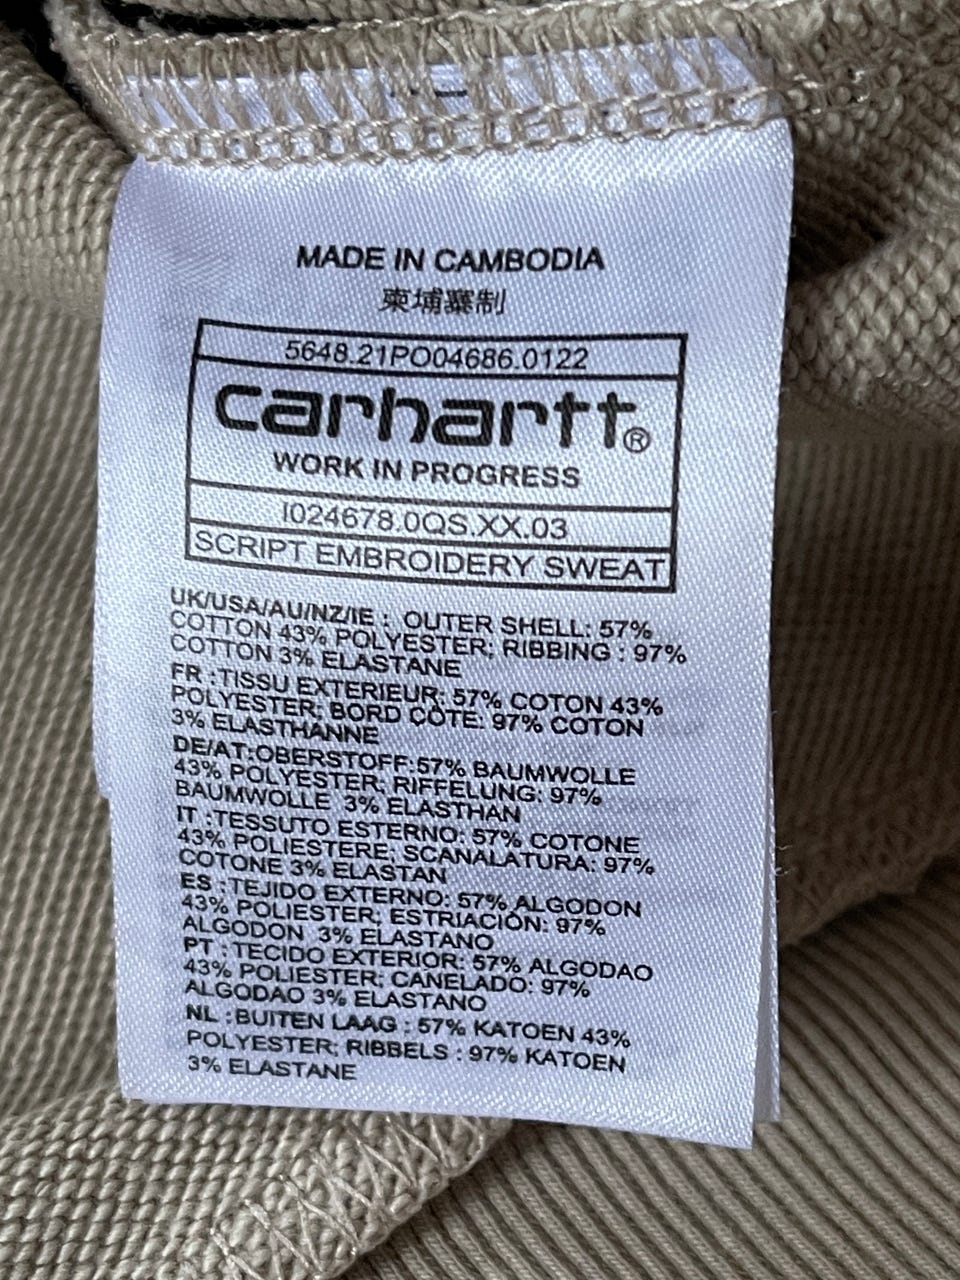 MADE IN CAMBODIA
柬埔寨制
5648.21PO04686.0122
carhartt®
WORK IN PROGRESS
I024678.0QS.XX.03
SCRIPT EMBROIDERY SWEAT
UK/USA/AU/NZ/IE : OUTER SHELL: 57%
COTTON 43% POLYESTER; RIBBING : 97%
COTTON 3% ELASTANE
FR :TISSU EXTERIEUR: 57% COTON 43%
POLYESTER; BORD CÔTE: 97% COTON
3% ELASTHANNE
DE/AT:OBERSTOFF:57% BAUMWOLLE
43% POLYESTER; RIFFELUNG: 97%
BAUMWOLLE 3% ELASTHAN
IT :TESSUTO ESTERNO: 57% COTONE
43% POLIESTERE; SCANALATURA: 97%
COTONE 3% ELASTAN
ES :TEJIDO EXTERNO: 57% ALGODON
43% POLIESTER; ESTRIACIÓN: 97%
ALGODON 3% ELASTANO
PT : TECIDO EXTERIOR: 57% ALGODAO
43% POLIESTER; CANELADO: 97%
ALGODAO 3% ELASTANO
NL :BUITEN LAAG : 57% KATOEN 43%
POLYESTER; RIBBELS : 97% KATOEN
3% ELASTANE